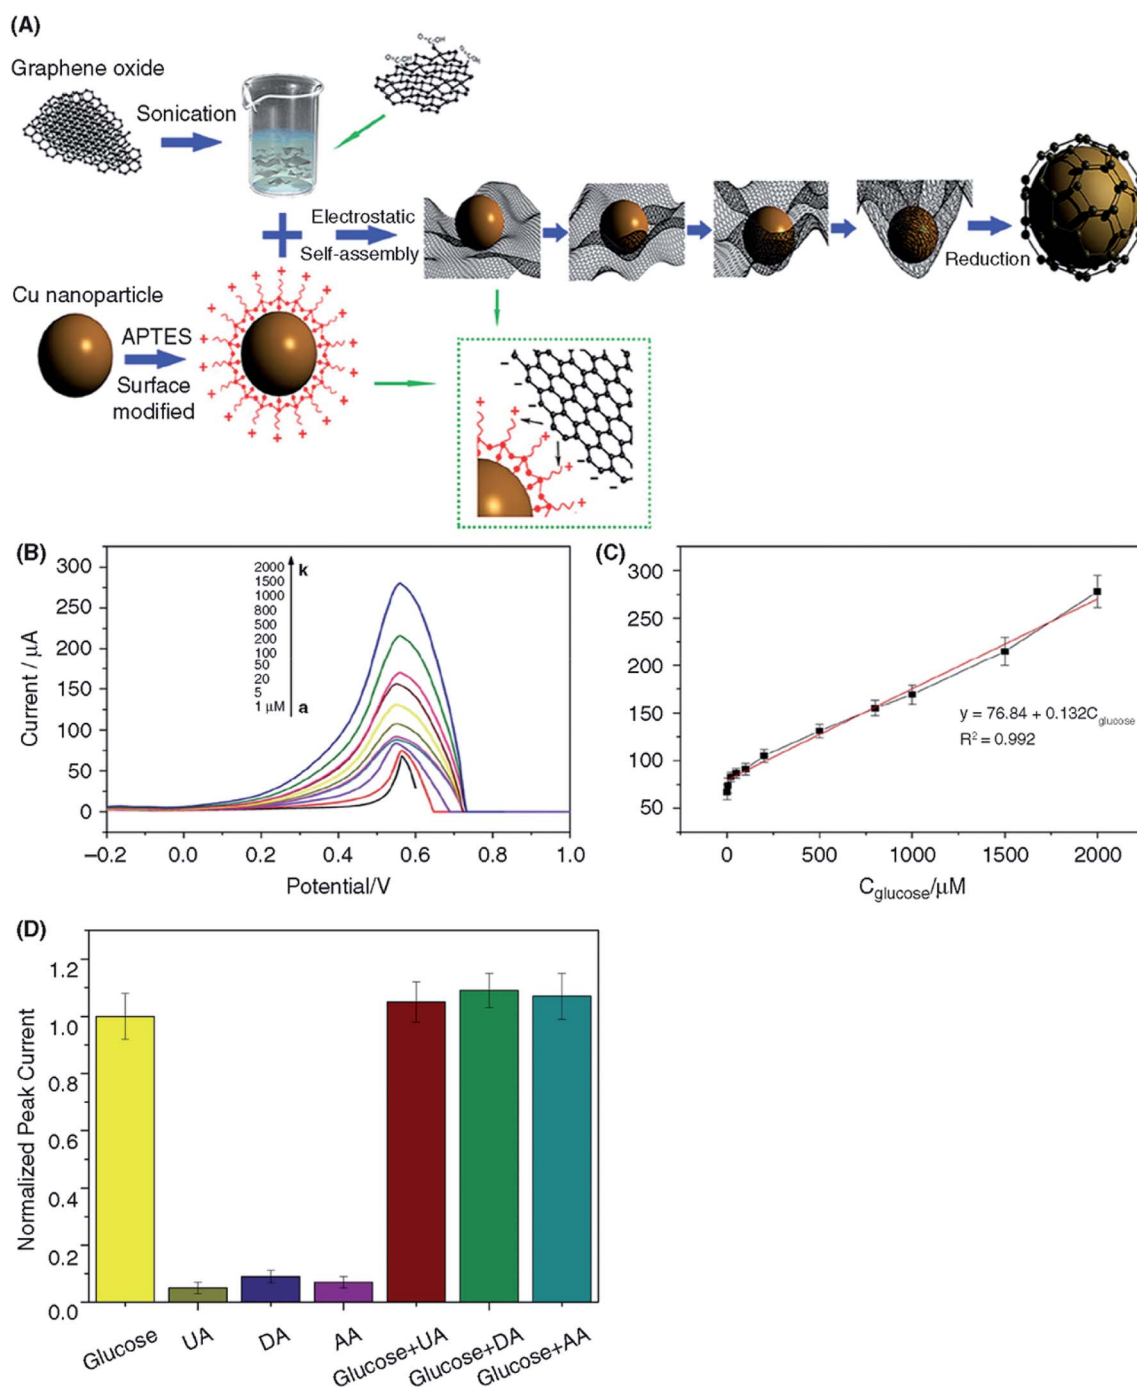 (A)
Graphene oxide
Sonication
O=C-OH
O=C-OH
O=C-OH
Electrostatic
Self-assembly
Reduction
Cu nanoparticle
APTES
Surface
modified
(B)
Current / μA
300
250
200
150
100
50
0
2000
1500
1000
800
500
200
100
50
20
5
1 μM
k
a
–0.2
0.0
0.2
0.4
0.6
0.8
1.0
Potential/V
(C)
300
250
200
150
100
50
y = 76.84 + 0.132Cglucose
R² = 0.992
0
500
1000
1500
2000
Cglucose/μM
(D)
Normalized Peak Current
1.2
1.0
0.8
0.6
0.4
0.2
0.0
Glucose
UA
DA
AA
Glucose+UA
Glucose+DA
Glucose+AA